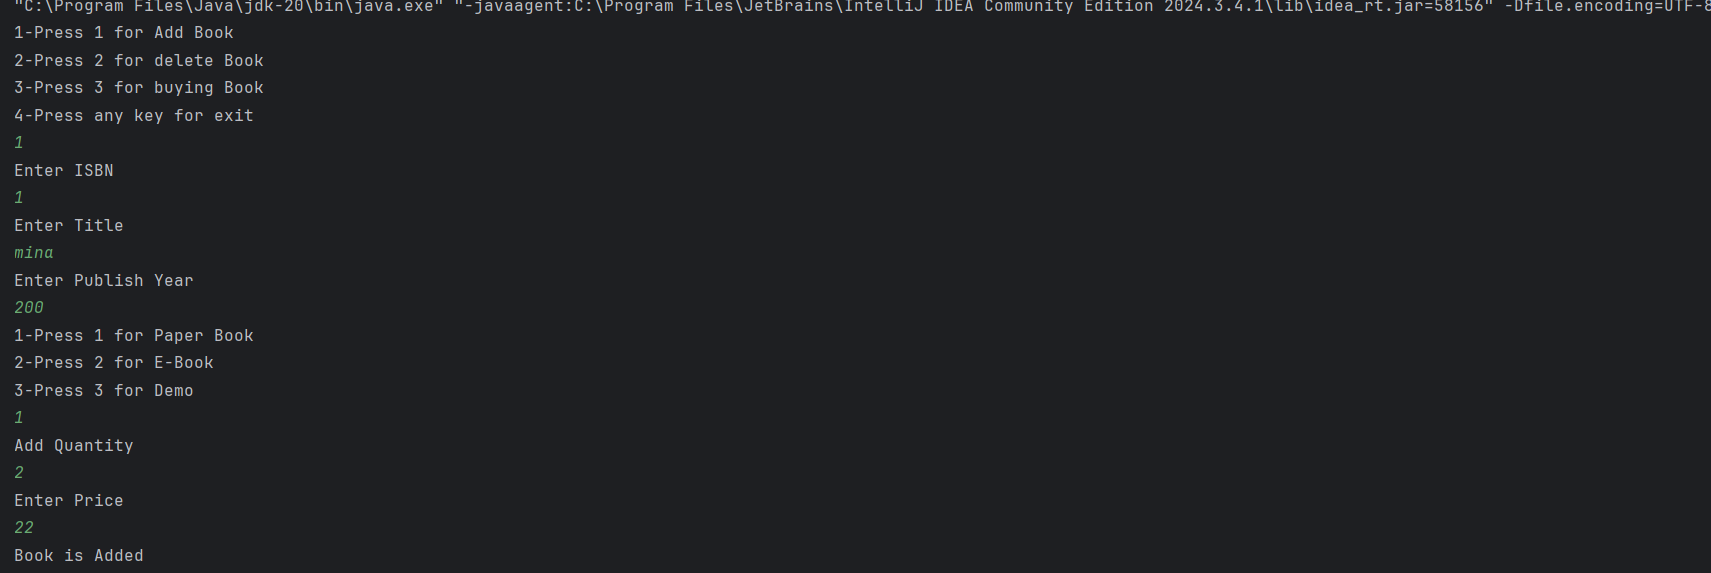 "C:\Program Files\Java\jdk-20\bin\java.exe" "-javaagent:C:\Program Files\JetBrains\IntelliJ IDEA Community Edition 2024.3.4.1\lib\idea_rt.jar=58156" -Dfile.encoding=UTF-8
1-Press 1 for Add Book
2-Press 2 for delete Book
3-Press 3 for buying Book
4-Press any key for exit
1
Enter ISBN
1
Enter Title
mina
Enter Publish Year
200
1-Press 1 for Paper Book
2-Press 2 for E-Book
3-Press 3 for Demo
1
Add Quantity
2
Enter Price
22
Book is Added